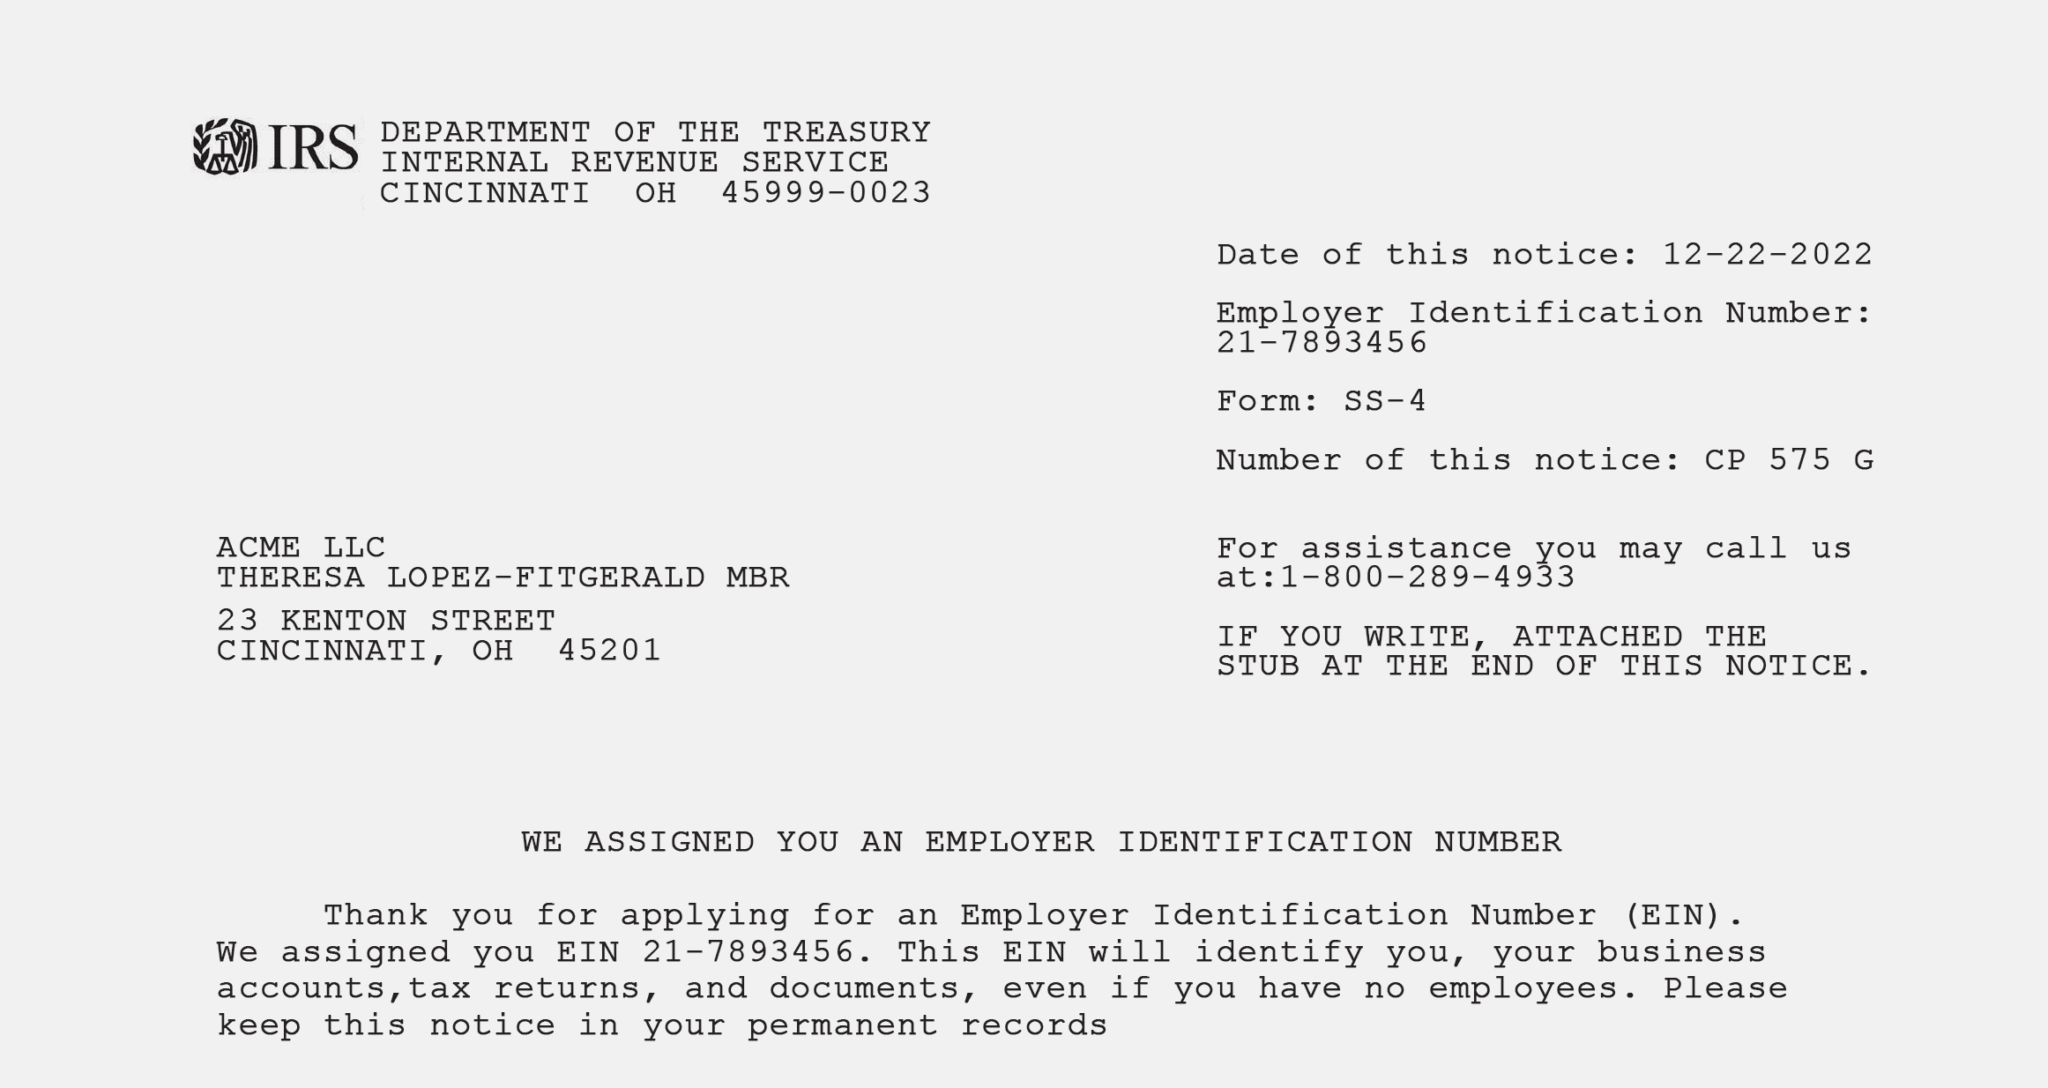 IRS DEPARTMENT OF THE TREASURY
INTERNAL REVENUE SERVICE
CINCINNATI OH 45999-0023
Date of this notice: 12-22-2022
Employer Identification Number:
21-7893456
Form: SS-4
Number of this notice: CP 575 G
ACME LLC
THERESA LOPEZ-FITGERALD MBR
23 KENTON STREET
CINCINNATI, OH 45201
For assistance you may call us
at:1-800-289-4933
IF YOU WRITE, ATTACHED THE
STUB AT THE END OF THIS NOTICE.
WE ASSIGNED YOU AN EMPLOYER IDENTIFICATION NUMBER
Thank you for applying for an Employer Identification Number (EIN).
We assigned you EIN 21-7893456. This EIN will identify you, your business
accounts,tax returns, and documents, even if you have no employees. Please
keep this notice in your permanent records